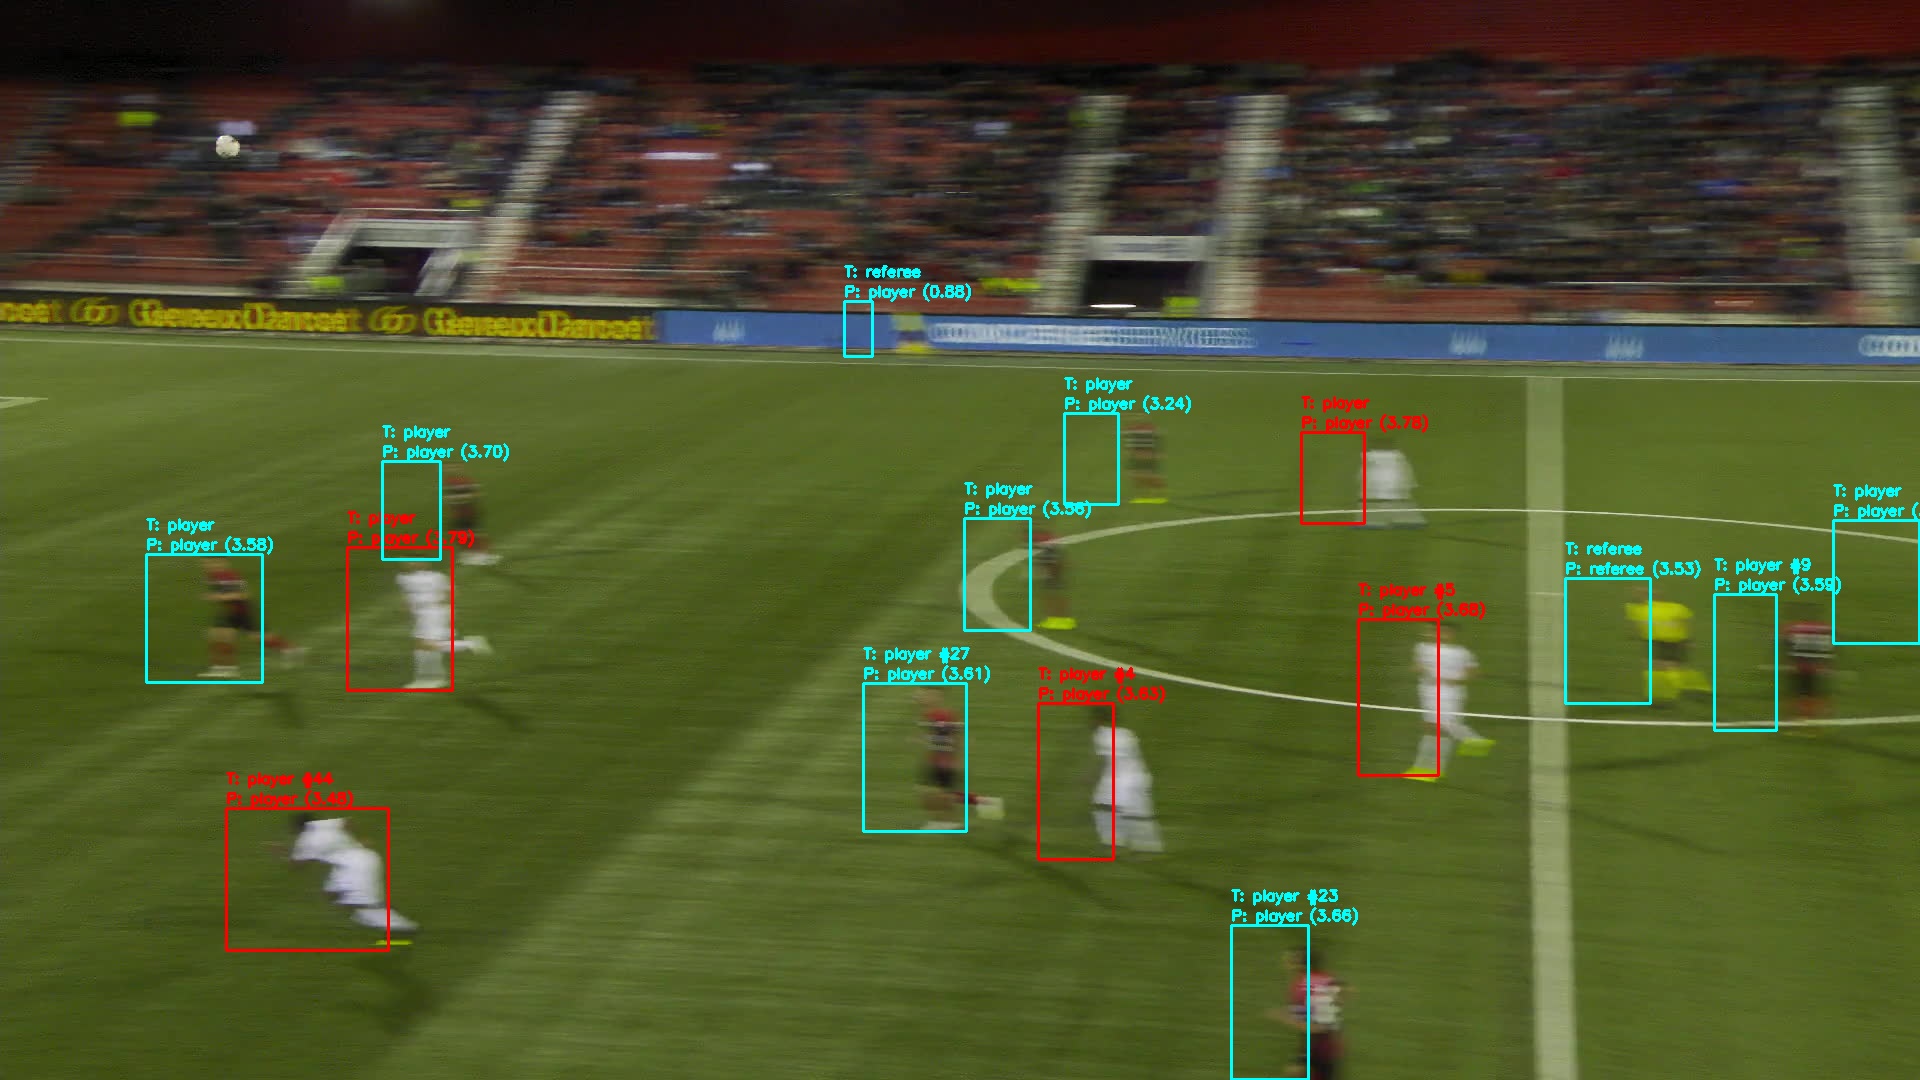 T: referee
P: player (0.88)
T: player
P: player (3.24)
T: player
P: player (3.78)
T: player
P: player (3.70)
T: player
T: player
P: player
T: player
P: player (3.58)
T: player
T: referee
P: referee (3.53)
T: player #9
P: player (3.59)
T: player #5
P: player (3.68)
T: player #27
P: player (3.61)
T: player #4
P: player (3.63)
T: player #44
P: player (3.48)
T: player #23
P: player (3.66)